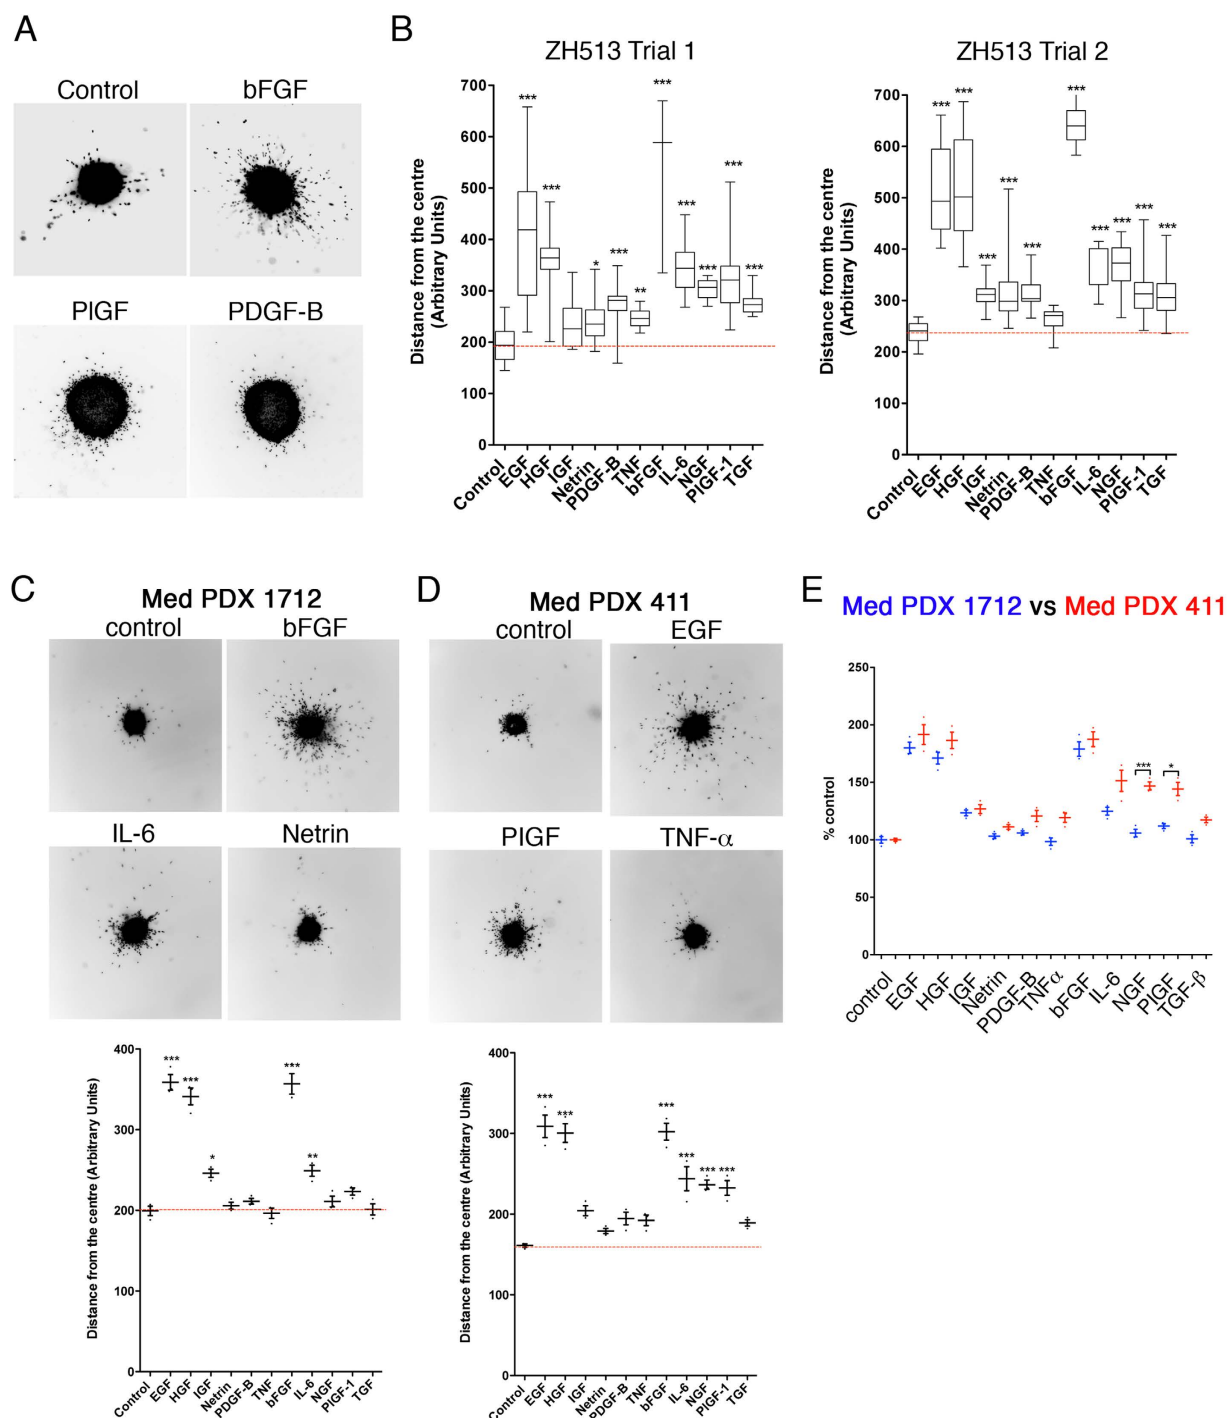 A
Control
bFGF
PlGF
PDGF-B
B
ZH513 Trial 1
Distance from the centre
(Arbitrary Units)
700
600
500
400
300
200
100
0
***
***
*
***
**
***
***
***
***
***
Control
EGF
HGF
IGF
Netrin
PDGF-B
TNF
bFGF
IL-6
NGF
PlGF-1
TGF
ZH513 Trial 2
Distance from the centre
(Arbitrary Units)
700
600
500
400
300
200
100
0
***
***
***
***
***
***
***
***
***
***
Control
EGF
HGF
IGF
Netrin
PDGF-B
TNF
bFGF
IL-6
NGF
PlGF-1
TGF
C
Med PDX 1712
control
bFGF
IL-6
Netrin
Distance from the centre (Arbitrary Units)
400
300
200
100
0
***
***
*
***
**
Control
EGF
HGF
IGF
Netrin
PDGF-B
TNF
bFGF
IL-6
NGF
PlGF-1
TGF
D
Med PDX 411
control
EGF
PlGF
TNF-α
Distance from the centre (Arbitrary Units)
400
300
200
100
0
***
***
***
***
***
***
Control
EGF
HGF
IGF
Netrin
PDGF-B
TNF
bFGF
IL-6
NGF
PlGF-1
TGF
E
Med PDX 1712 vs Med PDX 411
% control
250
200
150
100
50
0
***
*
control
EGF
HGF
IGF
Netrin
PDGF-B
TNFα
bFGF
IL-6
NGF
PlGF
TGF-β